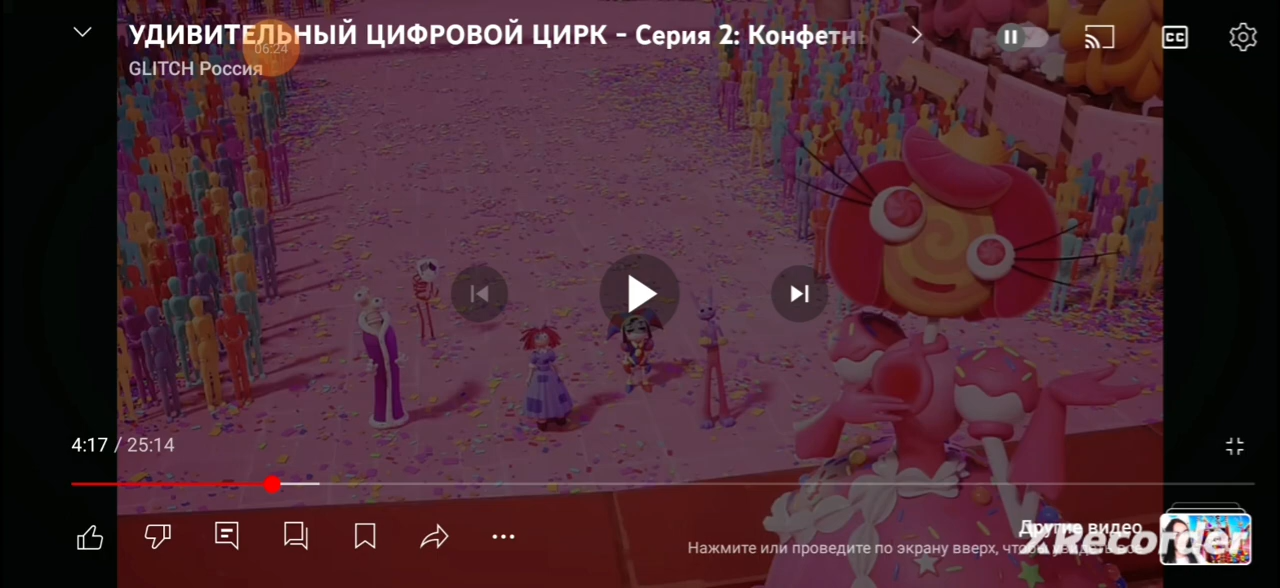 УДИВИТЕЛЬНЫЙ ЦИФРОВОЙ ЦИРК - Серия 2: Конфетн
06:24
GLITCH Россия
CC
4:17 / 25:14
Другие видео
Нажмите или проведите по экрану вверх,
XRecorder